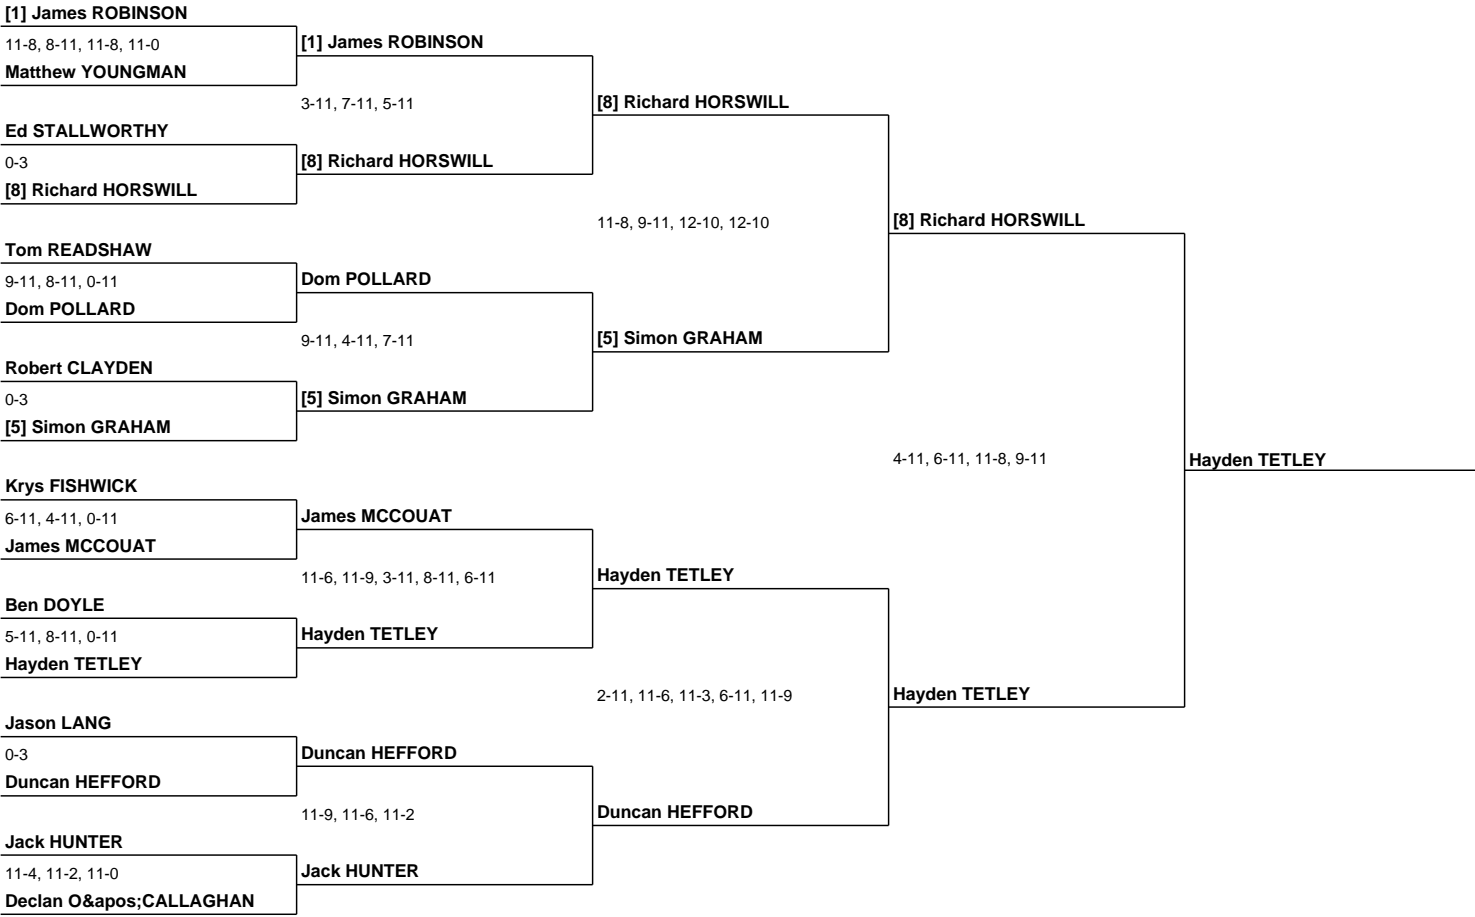 [1] James ROBINSON
11-8, 8-11, 11-8, 11-0
Matthew YOUNGMAN
Ed STALLWORTHY
0-3
[8] Richard HORSWILL
Tom READSHAW
9-11, 8-11, 0-11
Dom POLLARD
Robert CLAYDEN
0-3
[5] Simon GRAHAM
Krys FISHWICK
6-11, 4-11, 0-11
James MCCOUAT
Ben DOYLE
5-11, 8-11, 0-11
Hayden TETLEY
Jason LANG
0-3
Duncan HEFFORD
Jack HUNTER
11-4, 11-2, 11-0
Declan O&apos;CALLAGHAN
[1] James ROBINSON
3-11, 7-11, 5-11
[8] Richard HORSWILL
Dom POLLARD
9-11, 4-11, 7-11
[5] Simon GRAHAM
James MCCOUAT
11-6, 11-9, 3-11, 8-11, 6-11
Hayden TETLEY
Duncan HEFFORD
11-9, 11-6, 11-2
Jack HUNTER
[8] Richard HORSWILL
11-8, 9-11, 12-10, 12-10
[5] Simon GRAHAM
Hayden TETLEY
2-11, 11-6, 11-3, 6-11, 11-9
Duncan HEFFORD
[8] Richard HORSWILL
4-11, 6-11, 11-8, 9-11
Hayden TETLEY
Hayden TETLEY